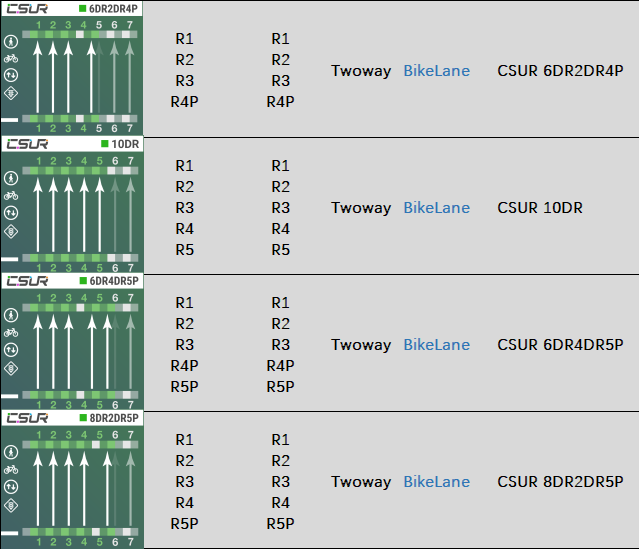 CSUR 6DR2DR4P
1 2 3 4 5 6 7
1 2 3 4 5 6 7
R1 R1
R2 R2
R3 R3
R4P R4P
Twoway BikeLane CSUR 6DR2DR4P
CSUR 10DR
1 2 3 4 5 6 7
1 2 3 4 5 6 7
R1 R1
R2 R2
R3 R3
R4 R4
R5 R5
Twoway BikeLane CSUR 10DR
CSUR 6DR4DR5P
1 2 3 4 5 6 7
1 2 3 4 5 6 7
R1 R1
R2 R2
R3 R3
R4P R4P
R5P R5P
Twoway BikeLane CSUR 6DR4DR5P
CSUR 8DR2DR5P
1 2 3 4 5 6 7
1 2 3 4 5 6 7
R1 R1
R2 R2
R3 R3
R4 R4
R5P R5P
Twoway BikeLane CSUR 8DR2DR5P